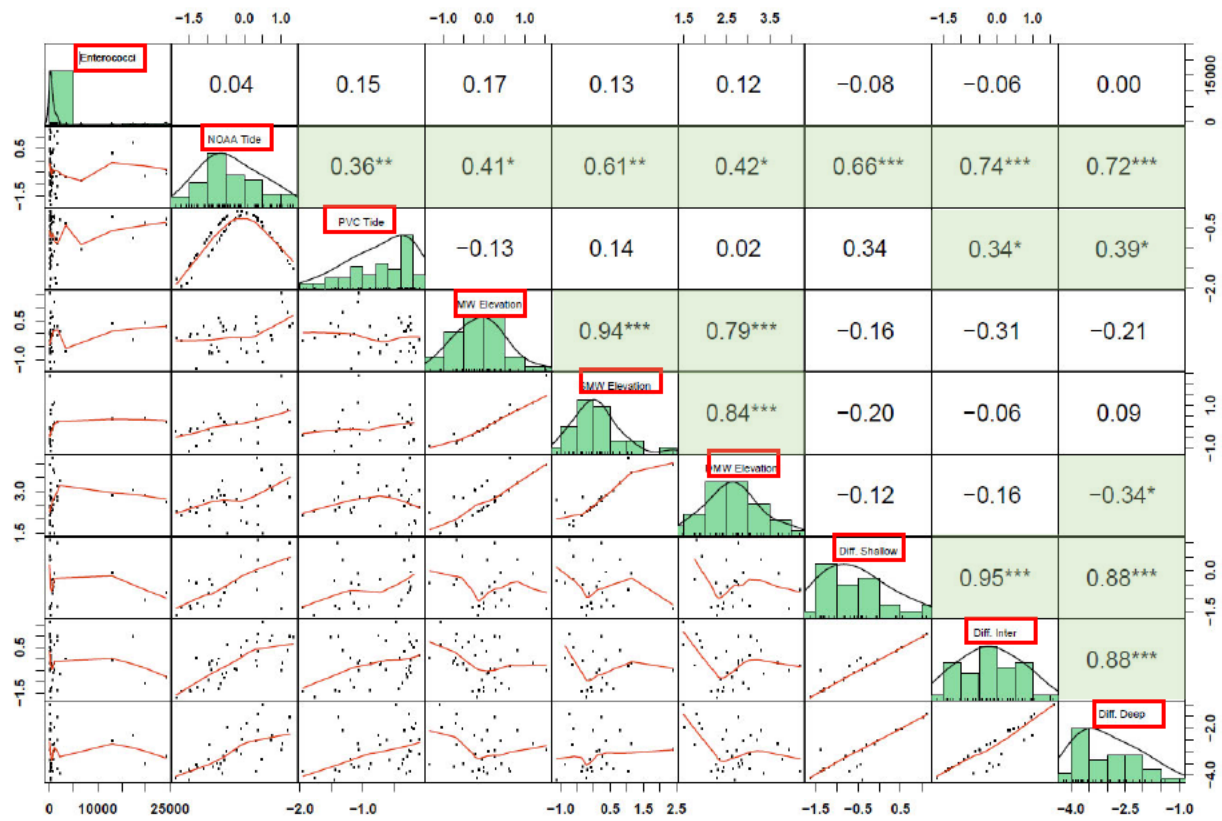 −1.5 0.0 1.0 −1.0 0.0 1.0 1.5 2.5 3.5 −1.5 0.0 1.0
Enterococci 0.04 0.15 0.17 0.13 0.12 −0.08 −0.06 0.00 0 15000
−1.5 0.5 NOAA Tide 0.36** 0.41* 0.61** 0.42* 0.66*** 0.74*** 0.72***
PVC Tide −0.13 0.14 0.02 0.34 0.34* 0.39* −2.0 −0.5
−1.0 0.5 MW Elevation 0.94*** 0.79*** −0.16 −0.31 −0.21
SMW Elevation 0.84*** −0.20 −0.06 0.09 −1.0 1.0
1.5 3.0 DMW Elevation −0.12 −0.16 −0.34*
Diff. Shallow 0.95*** 0.88*** −1.5 0.0
−1.5 0.5 Diff. Inter 0.88***
Diff. Deep −4.0 −2.0
0 10000 25000 −2.0 −1.0 −1.0 0.5 1.5 2.5 −1.5 −0.5 0.5 −4.0 −2.5 −1.0